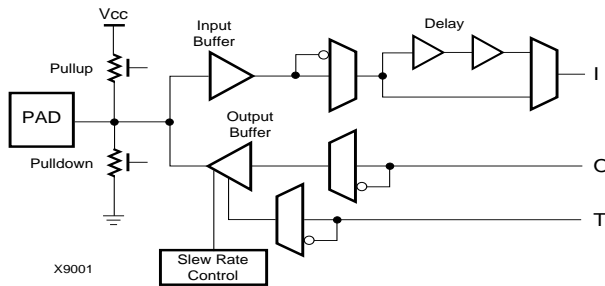 Vcc
Pullup
PAD
Pulldown
Input
Buffer
Delay
I
Output
Buffer
O
T
Slew Rate
Control
X9001